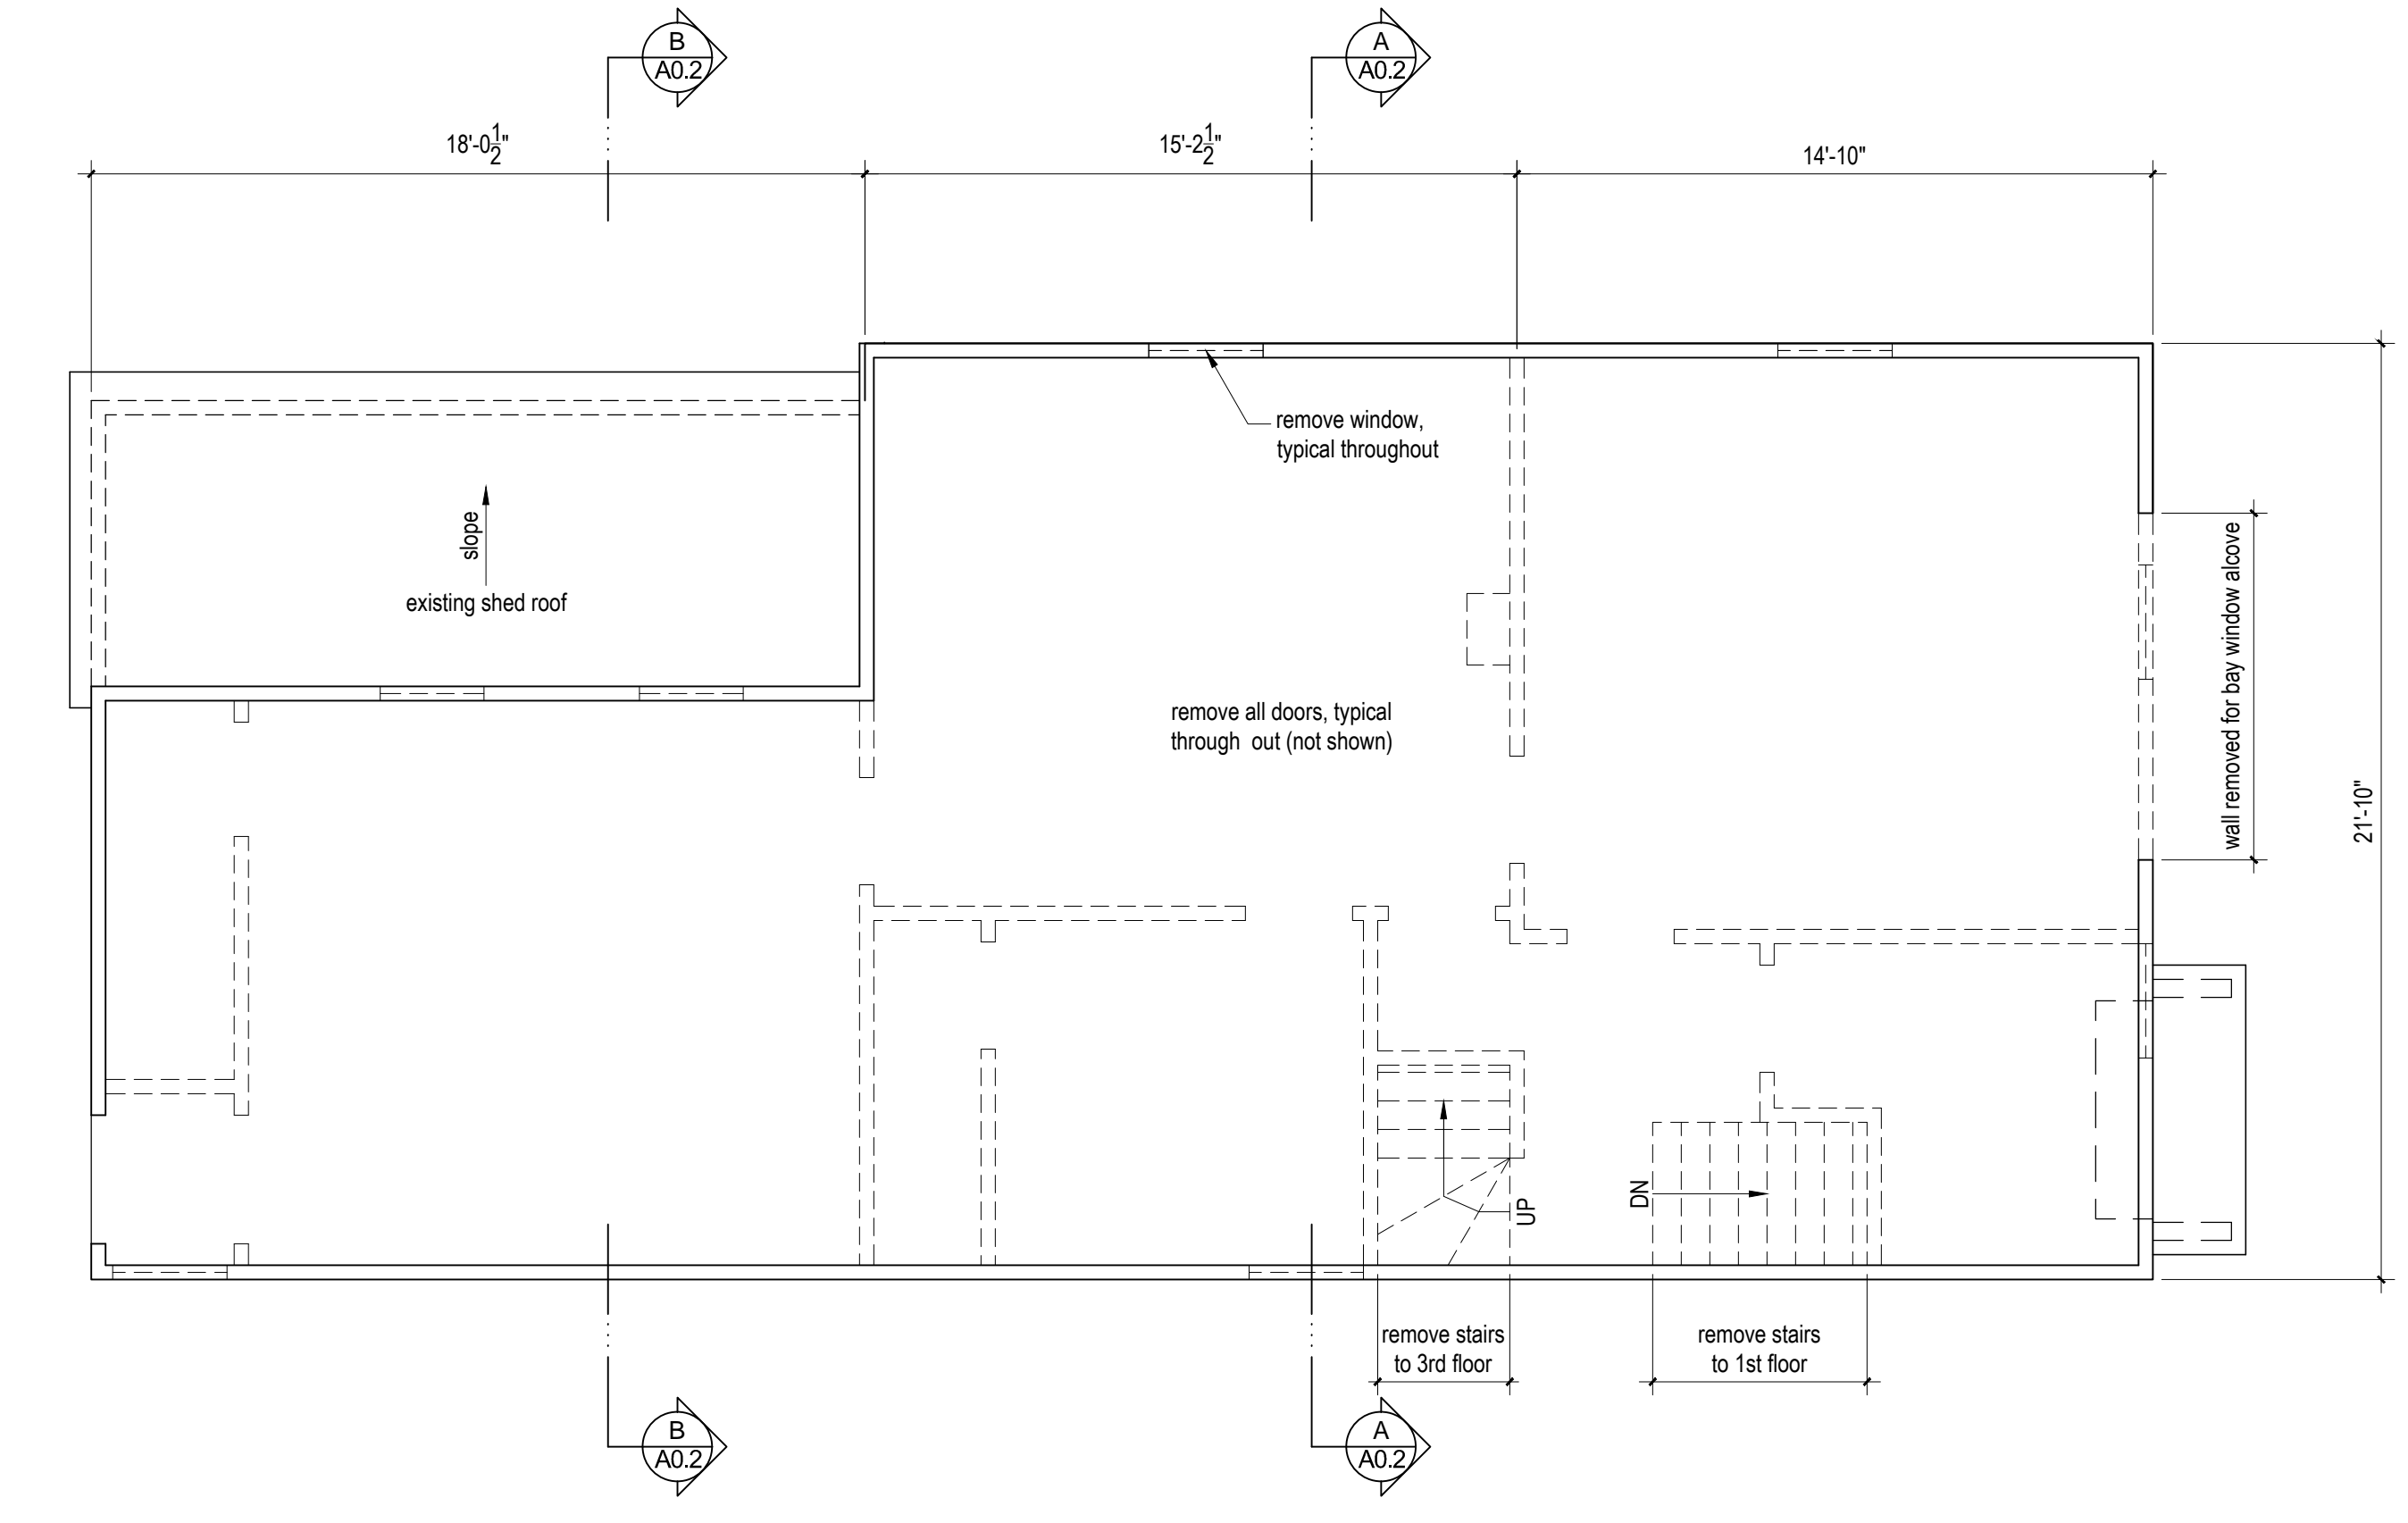 B
A0.2
A
A0.2
18'-0 1/2"
15'-2 1/2"
14'-10"
remove window,
typical throughout
slope
existing shed roof
wall removed for bay window alcove
remove all doors, typical
through  out (not shown)
21'-10"
DN
UP
remove stairs
to 3rd floor
remove stairs
to 1st floor
B
A0.2
A
A0.2